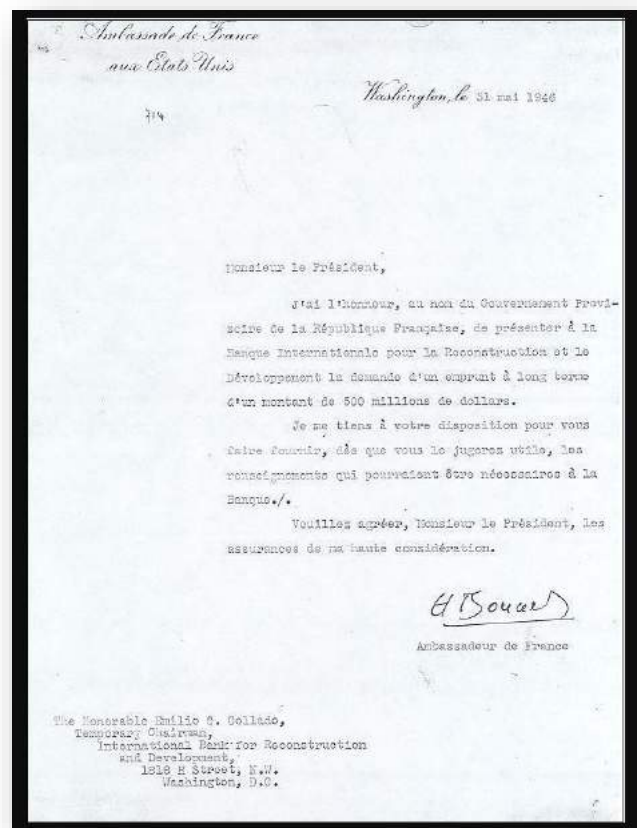 Ambassade de France
aux Etats Unis
Washington, le 31 mai 1946
714
Monsieur le Président,
J'ai l'honneur, au nom du Gouvernement Provi-
soire de la République Française, de présenter à la
Banque Internationale pour la Reconstruction et le
Développement la demande d'un emprunt à long terme
d'un montant de 500 millions de dollars.
Je me tiens à votre disposition pour vous
faire fournir, dès que vous le jugerez utile, les
renseignements qui pourraient être nécessaires à la
Banque./.
Veuillez agréer, Monsieur le Président, les
assurances de ma haute considération.
H Bonnet
Ambassadeur de France
The Honorable Emilio G. Collado,
Temporary Chairman,
International Bank for Reconstruction
and Development,
1818 H Street, N.W.
Washington, D.C.